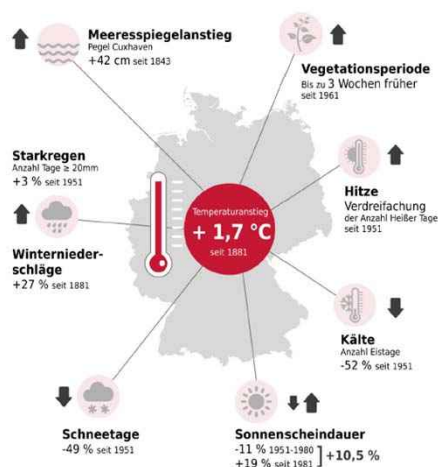 Meeresspiegelanstieg
Pegel Cuxhaven
+42 cm seit 1843
Vegetationsperiode
Bis zu 3 Wochen früher
seit 1961
Starkregen
Anzahl Tage ≥ 20mm
+3 % seit 1951
Temperaturanstieg
+ 1,7 °C
seit 1881
Hitze
Verdreifachung
der Anzahl Heißer Tage
seit 1951
Winternieder-
schläge
+27 % seit 1881
Kälte
Anzahl Eistage
-52 % seit 1951
Schneetage
-49 % seit 1951
Sonnenscheindauer
-11 % 1951-1980
+19 % seit 1981
+10,5 %